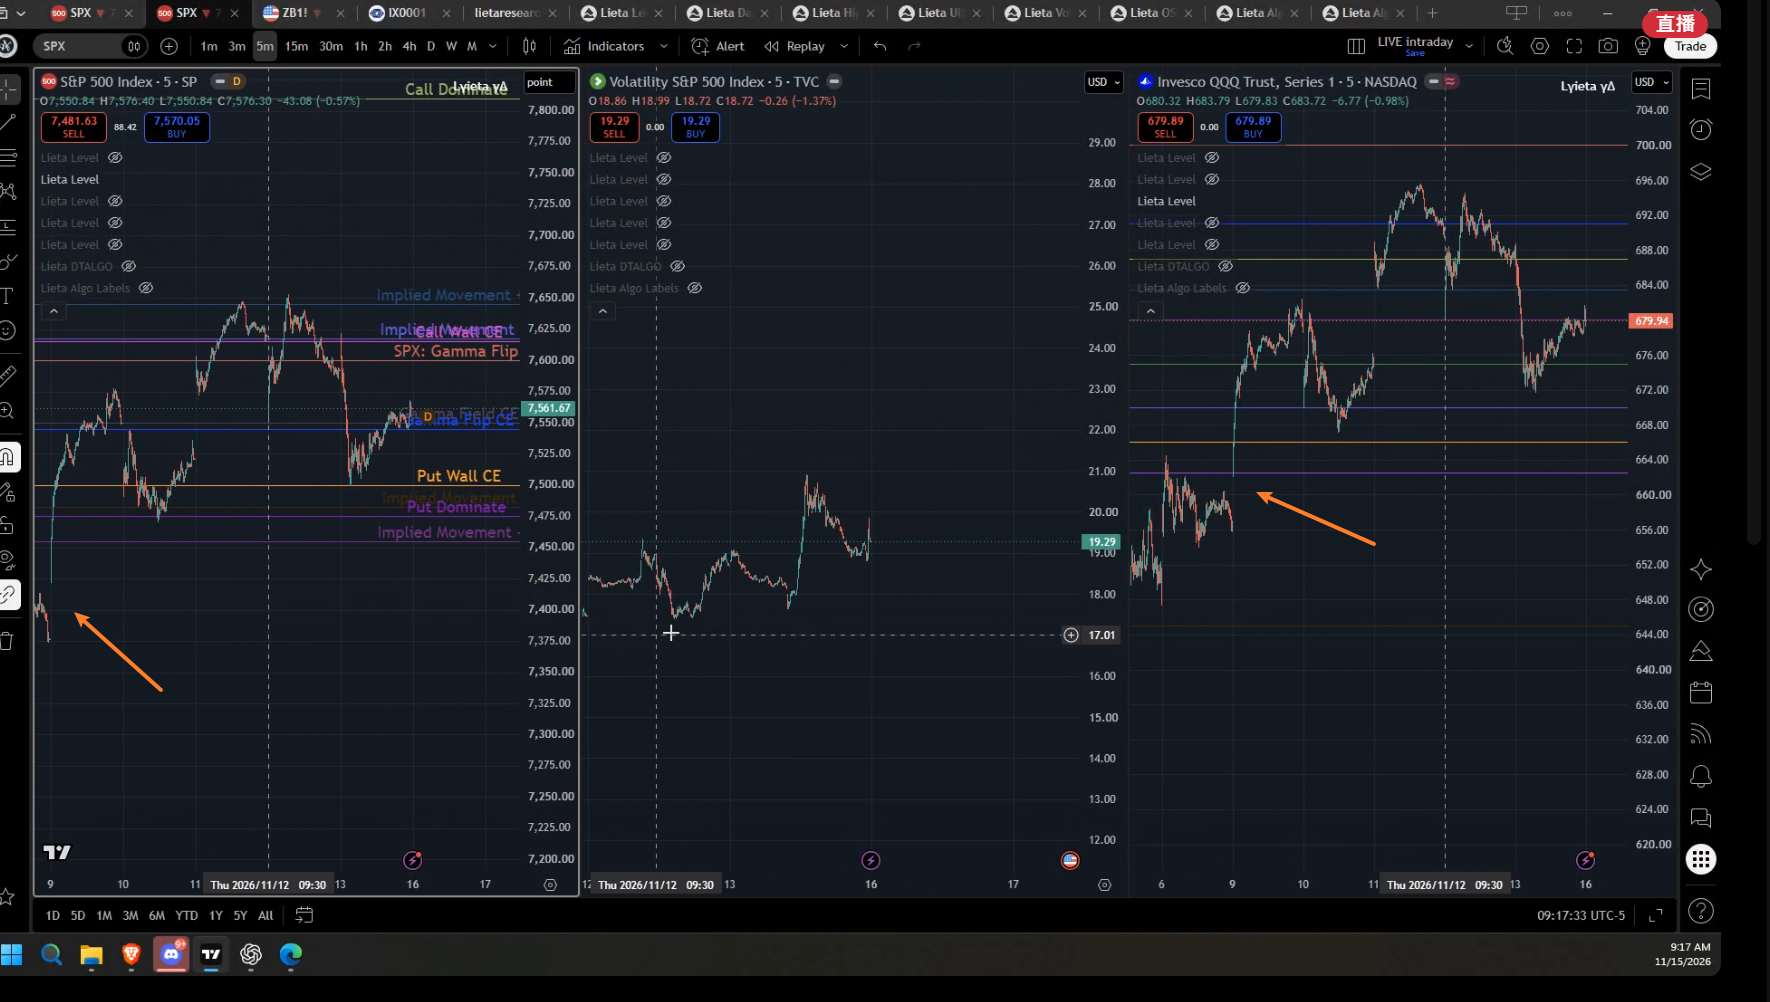 SPX
SPX
ZB1!
IX0001
lietaresear
Lieta Le
Lieta Da
Lieta Hi
Lieta Ul
Lieta Vo
Lieta OS
Lieta Al
Lieta Al
直播
SPX
1m 3m 5m 15m 30m 1h 2h 4h D W M
Indicators
Alert
Replay
LIVE intraday
Save
Trade
S&P 500 Index · 5 · SP
D
O7,550.84 H7,576.40 L7,550.84 C7,576.30 -43.08 (-0.57%)
7,481.63
SELL
88.42
7,570.05
BUY
Lieta Level
Lieta Level
Lieta Level
Lieta Level
Lieta Level
Lieta DTALGO
Lieta Algo Labels
Call Dominate
Lyieta γΔ
point
Implied Movement
Implied Movement
Call Wall CE
SPX: Gamma Flip
Gamma Field CE
D
Gamma Flip CE
Put Wall CE
Implied Movement
Put Dominate
Implied Movement
7,800.00
7,775.00
7,750.00
7,725.00
7,700.00
7,675.00
7,650.00
7,625.00
7,600.00
7,575.00
7,561.67
7,550.00
7,525.00
7,500.00
7,475.00
7,450.00
7,425.00
7,400.00
7,375.00
7,350.00
7,325.00
7,300.00
7,275.00
7,250.00
7,225.00
7,200.00
9 10 11 Thu 2026/11/12 09:30 13 16 17
Volatility S&P 500 Index · 5 · TVC
USD
O18.86 H18.99 L18.72 C18.72 -0.26 (-1.37%)
19.29
SELL
0.00
19.29
BUY
Lieta Level
Lieta Level
Lieta Level
Lieta Level
Lieta Level
Lieta DTALGO
Lieta Algo Labels
29.00
28.00
27.00
26.00
25.00
24.00
23.00
22.00
21.00
20.00
19.29
19.00
18.00
17.01
16.00
15.00
14.00
13.00
12.00
12 Thu 2026/11/12 09:30 13 16 17
Invesco QQQ Trust, Series 1 · 5 · NASDAQ
Lyieta γΔ
USD
O680.32 H683.79 L679.83 C683.72 -6.77 (-0.98%)
679.89
SELL
0.00
679.89
BUY
Lieta Level
Lieta Level
Lieta Level
Lieta Level
Lieta Level
Lieta DTALGO
Lieta Algo Labels
704.00
700.00
696.00
692.00
688.00
684.00
679.94
676.00
672.00
668.00
664.00
660.00
656.00
652.00
648.00
644.00
640.00
636.00
632.00
628.00
624.00
620.00
6 9 10 11 Thu 2026/11/12 09:30 13 16
1D 5D 1M 3M 6M YTD 1Y 5Y All
09:17:33 UTC-5
9+
9:17 AM
11/15/2026